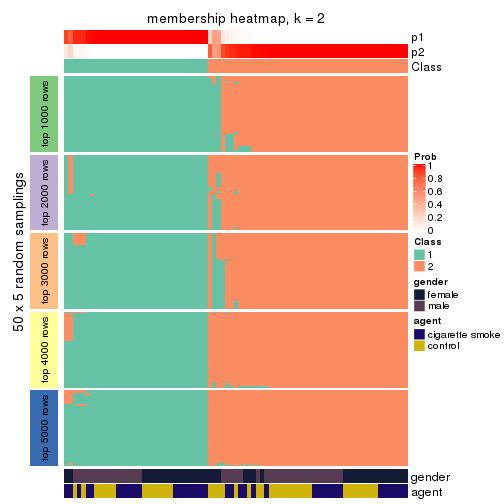 membership heatmap, k = 2
p1
p2
Class
50 x 5 random samplings
top 1000 rows
top 2000 rows
top 3000 rows
top 4000 rows
top 5000 rows
Prob
1
0.8
0.6
0.4
0.2
0
Class
1
2
gender
female
male
agent
cigarette smoke
control
gender
agent